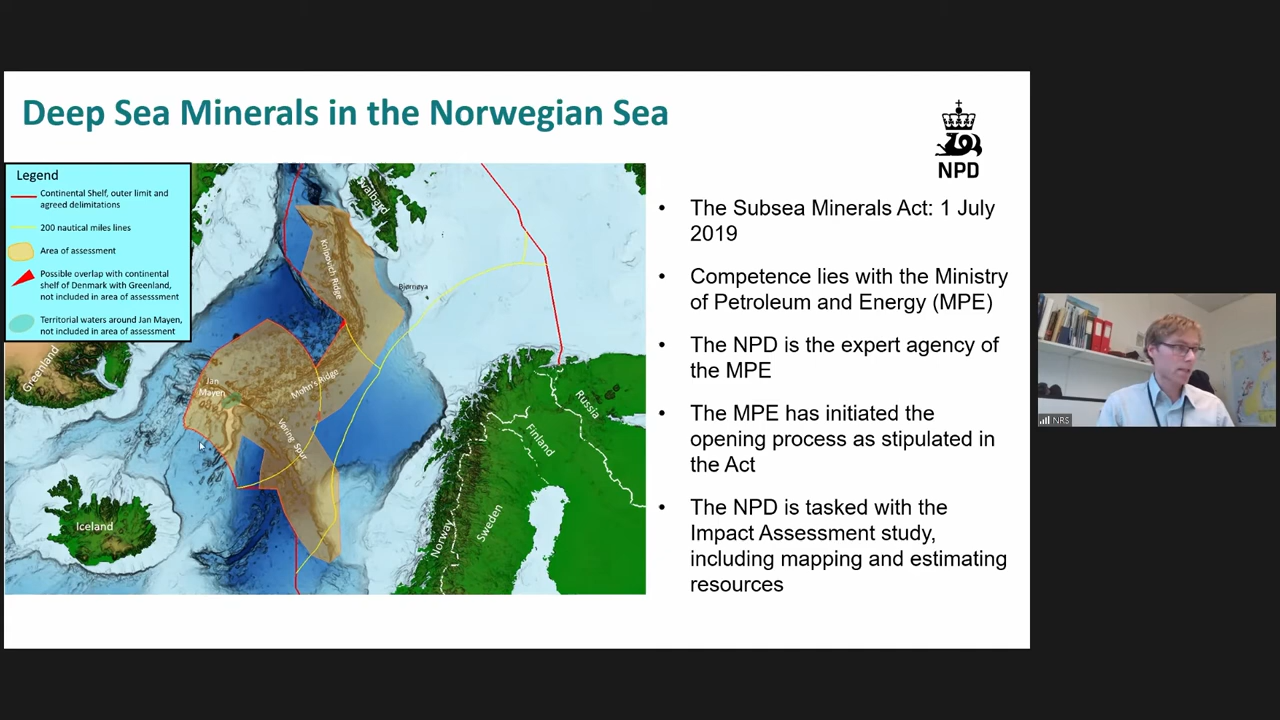 Deep Sea Minerals in the Norwegian Sea
NPD
Legend
Continental Shelf, outer limit and
agreed delimitations
200 nautical miles lines
Area of assessment
Possible overlap with continental
shelf of Denmark with Greenland,
not included in area of assesssment
Territorial waters around Jan Mayen,
not included in area of assessment
Svalbard
Knipovich Ridge
Bjørnøya
Greenland
Jan
Mayen
Mohn's Ridge
Vøring Spur
Iceland
Norway
Sweden
Finland
Russia
• The Subsea Minerals Act: 1 July
2019
• Competence lies with the Ministry
of Petroleum and Energy (MPE)
• The NPD is the expert agency of
the MPE
• The MPE has initiated the
opening process as stipulated in
the Act
• The NPD is tasked with the
Impact Assessment study,
including mapping and estimating
resources
NRS